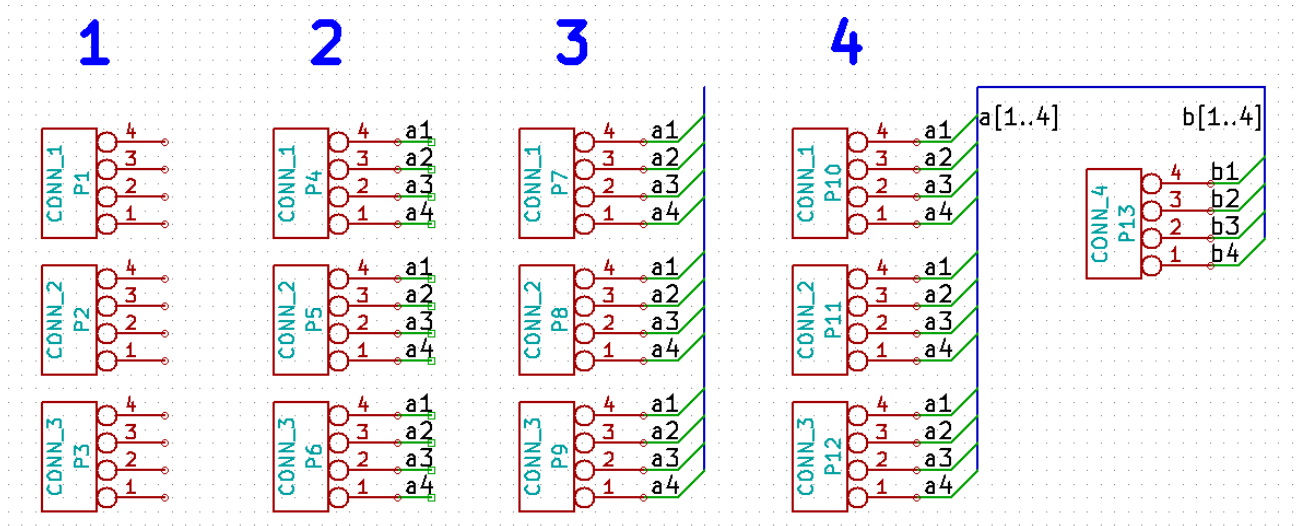 1 2 3 4
a[1..4] b[1..4]
CONN_1
P1
4
3
2
1
CONN_2
P2
4
3
2
1
CONN_3
P3
4
3
2
1
CONN_1
P4
4 a1
3 a2
2 a3
1 a4
CONN_2
P5
4 a1
3 a2
2 a3
1 a4
CONN_3
P6
4 a1
3 a2
2 a3
1 a4
CONN_1
P7
4 a1
3 a2
2 a3
1 a4
CONN_2
P8
4 a1
3 a2
2 a3
1 a4
CONN_3
P9
4 a1
3 a2
2 a3
1 a4
CONN_1
P10
4 a1
3 a2
2 a3
1 a4
CONN_2
P11
4 a1
3 a2
2 a3
1 a4
CONN_3
P12
4 a1
3 a2
2 a3
1 a4
CONN_4
P13
4 b1
3 b2
2 b3
1 b4